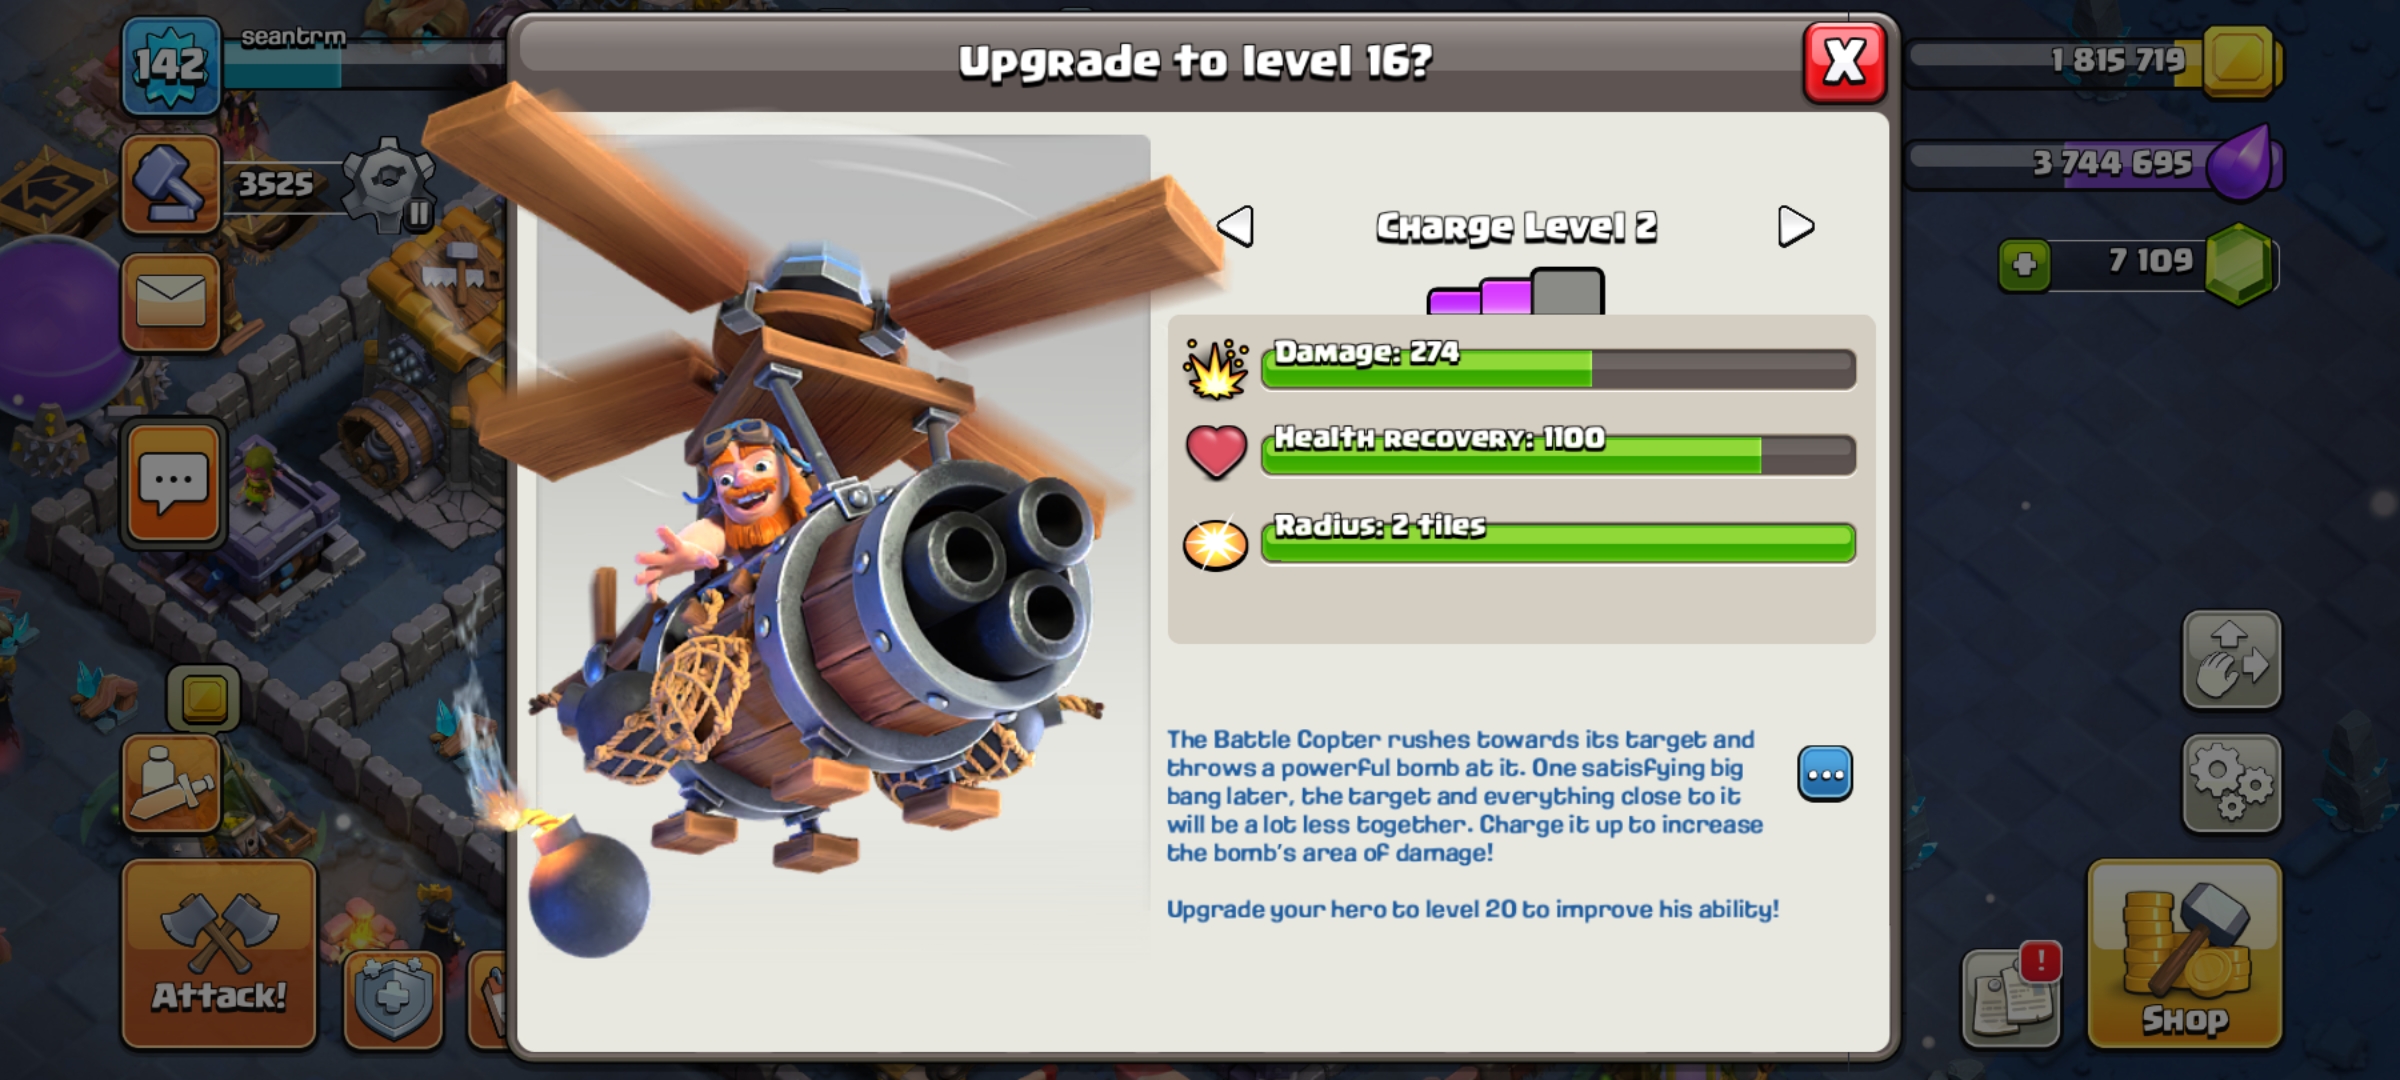 142
seantrm
3525
Attack!
Upgrade to level 16?
X
Charge Level 2
Damage: 274
Health recovery: 1100
Radius: 2 tiles
The Battle Copter rushes towards its target and
throws a powerful bomb at it. One satisfying big
bang later, the target and everything close to it
will be a lot less together. Charge it up to increase
the bomb's area of damage!
Upgrade your hero to level 20 to improve his ability!
1 815 719
3 744 695
7 109
!
Shop